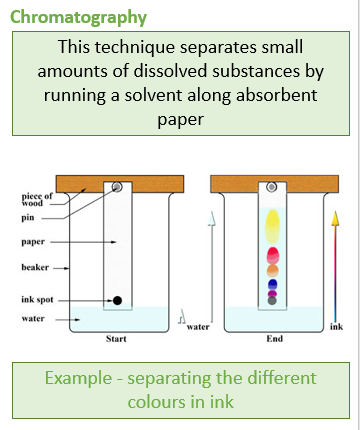 Chromatography
This technique separates small
amounts of dissolved substances by
running a solvent along absorbent
paper
piece of
wood
pin
paper
beaker
ink spot
water
Start
water
End
ink
Example - separating the different
colours in ink